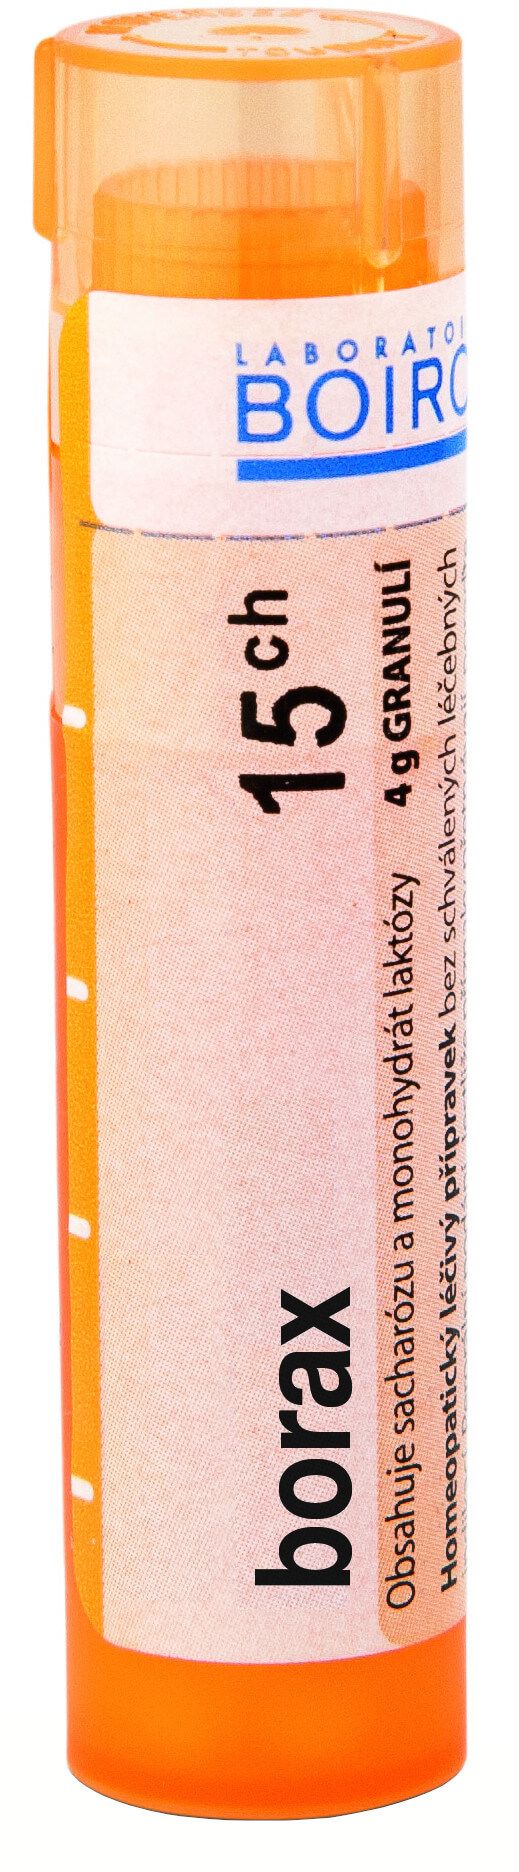 LABORATOI
BOIRO
borax
15 ch
Obsahuje sacharózu a monohydrát laktózy 4 g GRANULÍ
Homeopatický léčivý přípravek bez schválených léčebných